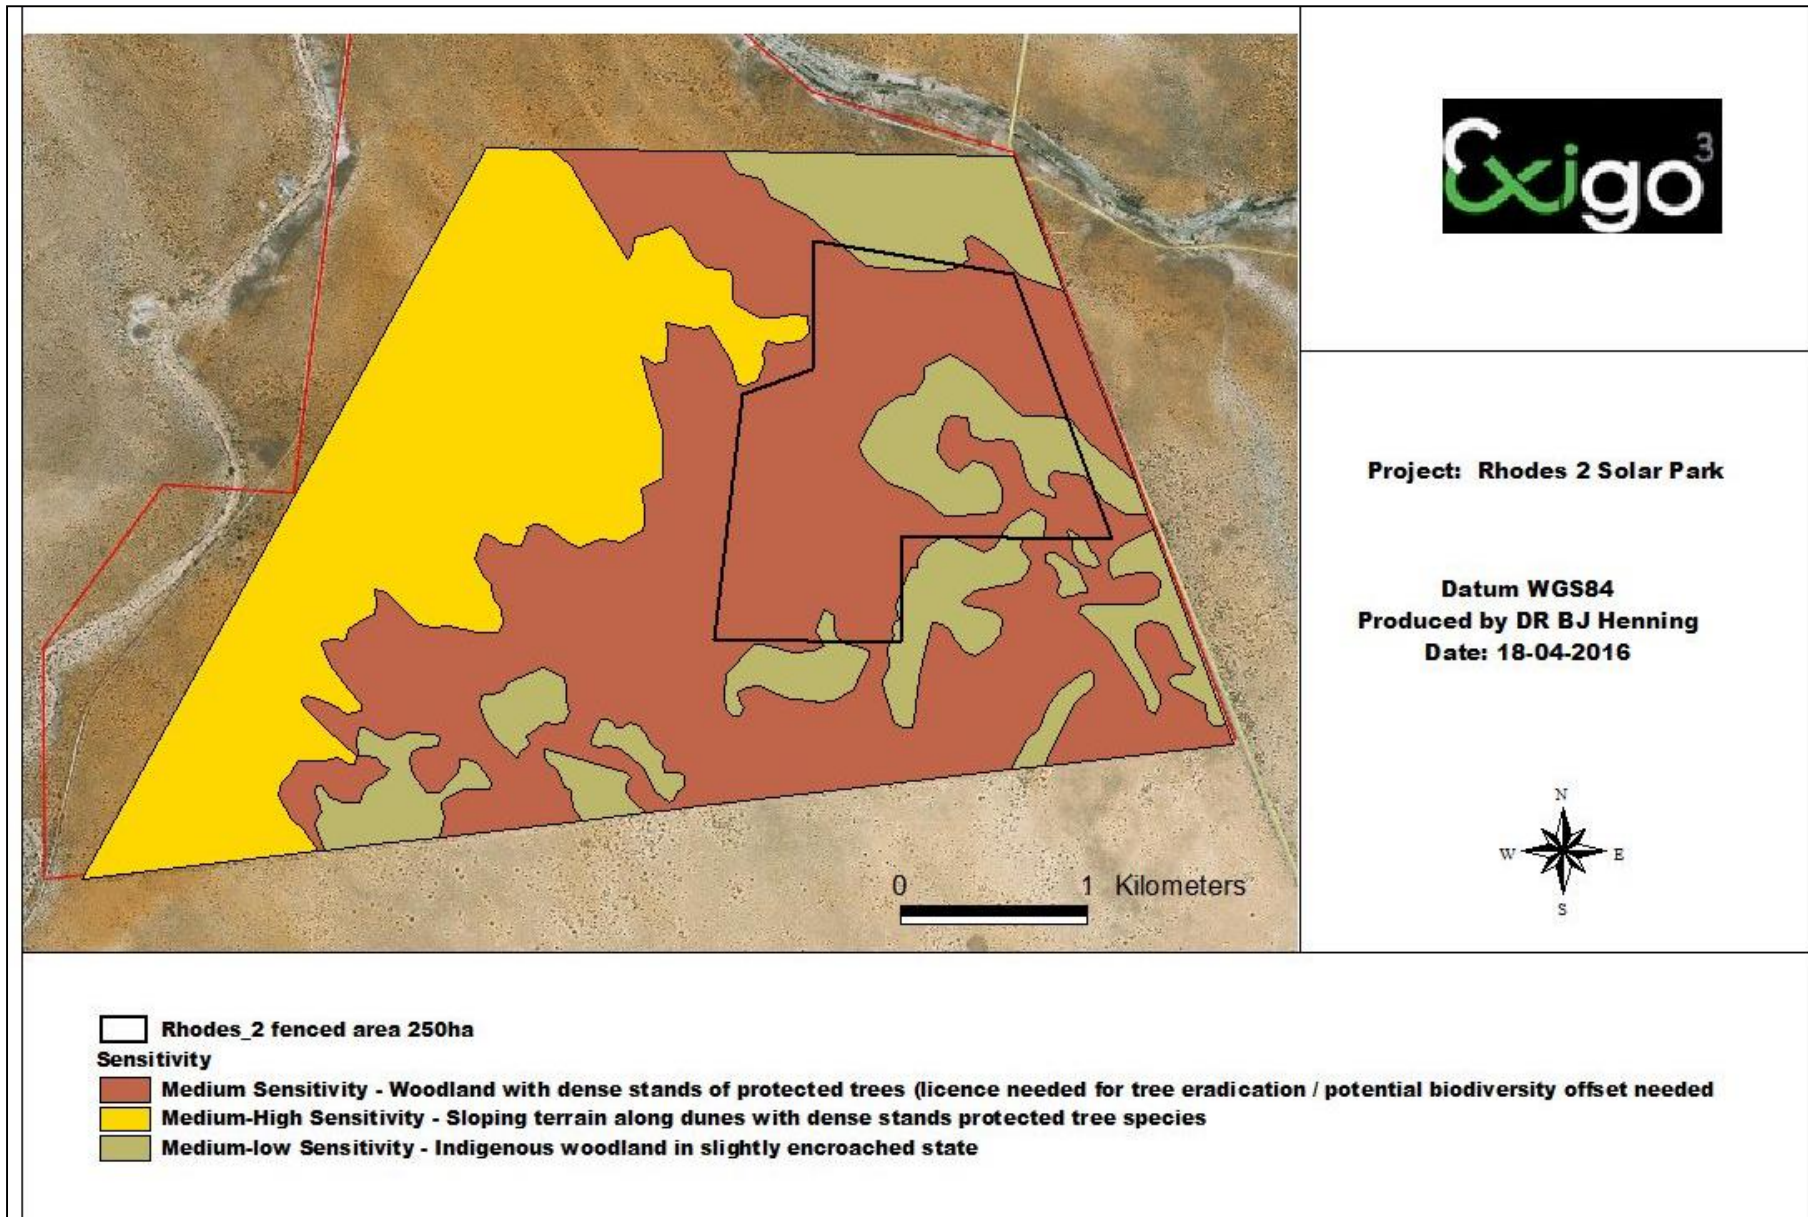 Exigo3
Project: Rhodes 2 Solar Park
Datum WGS84
Produced by DR BJ Henning
Date: 18-04-2016
N
W E
S
0 1 Kilometers
Rhodes_2 fenced area 250ha
Sensitivity
Medium Sensitivity - Woodland with dense stands of protected trees (licence needed for tree eradication / potential biodiversity offset needed
Medium-High Sensitivity - Sloping terrain along dunes with dense stands protected tree species
Medium-low Sensitivity - Indigenous woodland in slightly encroached state